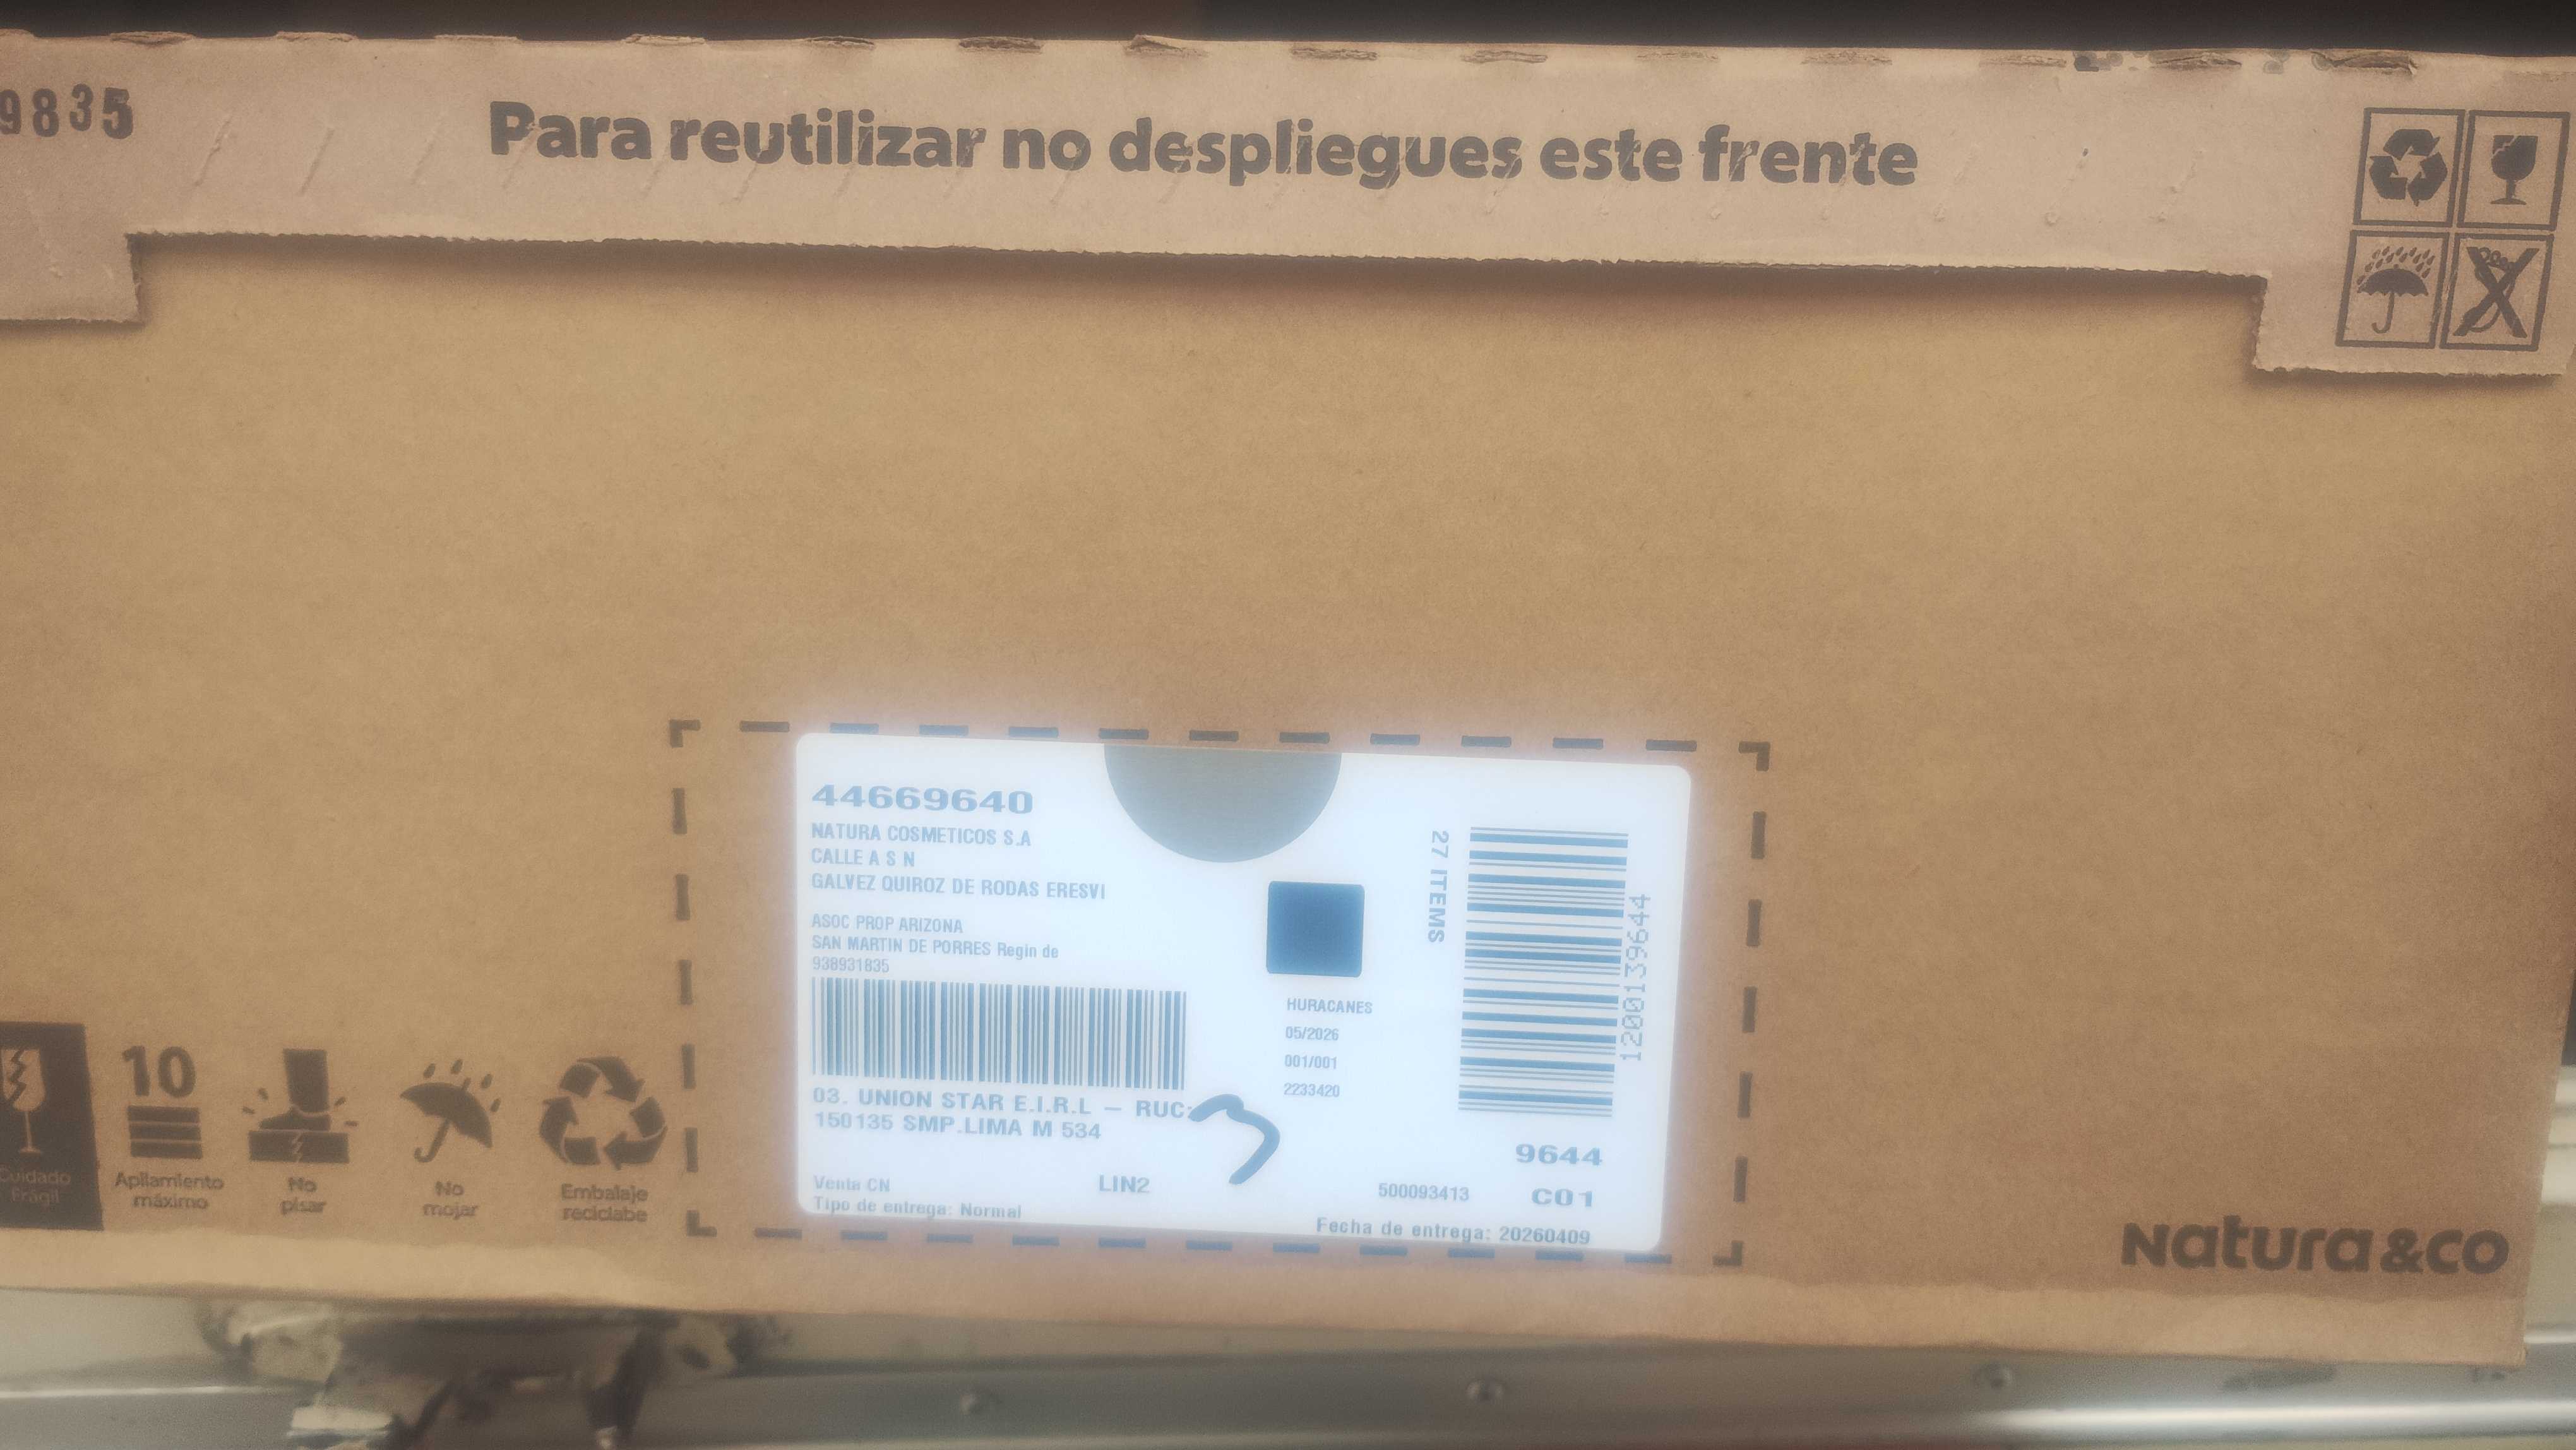 9835
Para reutilizar no despliegues este frente
44669640
NATURA COSMETICOS S.A
CALLE A S N
GALVEZ QUIROZ DE RODAS ERESVI
ASOC PROP ARIZONA
SAN MARTIN DE PORRES Regin de
938931835
03. UNION STAR E.I.R.L — RUC:
150135 SMP.LIMA M 534
Venta CN
LIN2
Tipo de entrega: Normal
HURACANES
05/2026
001/001
2233420
27 ITEMS
1200139644
9644
500093413
C01
Fecha de entrega: 20260409
3
Cuidado
Frágil
10
Apilamiento
máximo
No
pisar
No
mojar
Embalaje
reciclabe
Natura &co